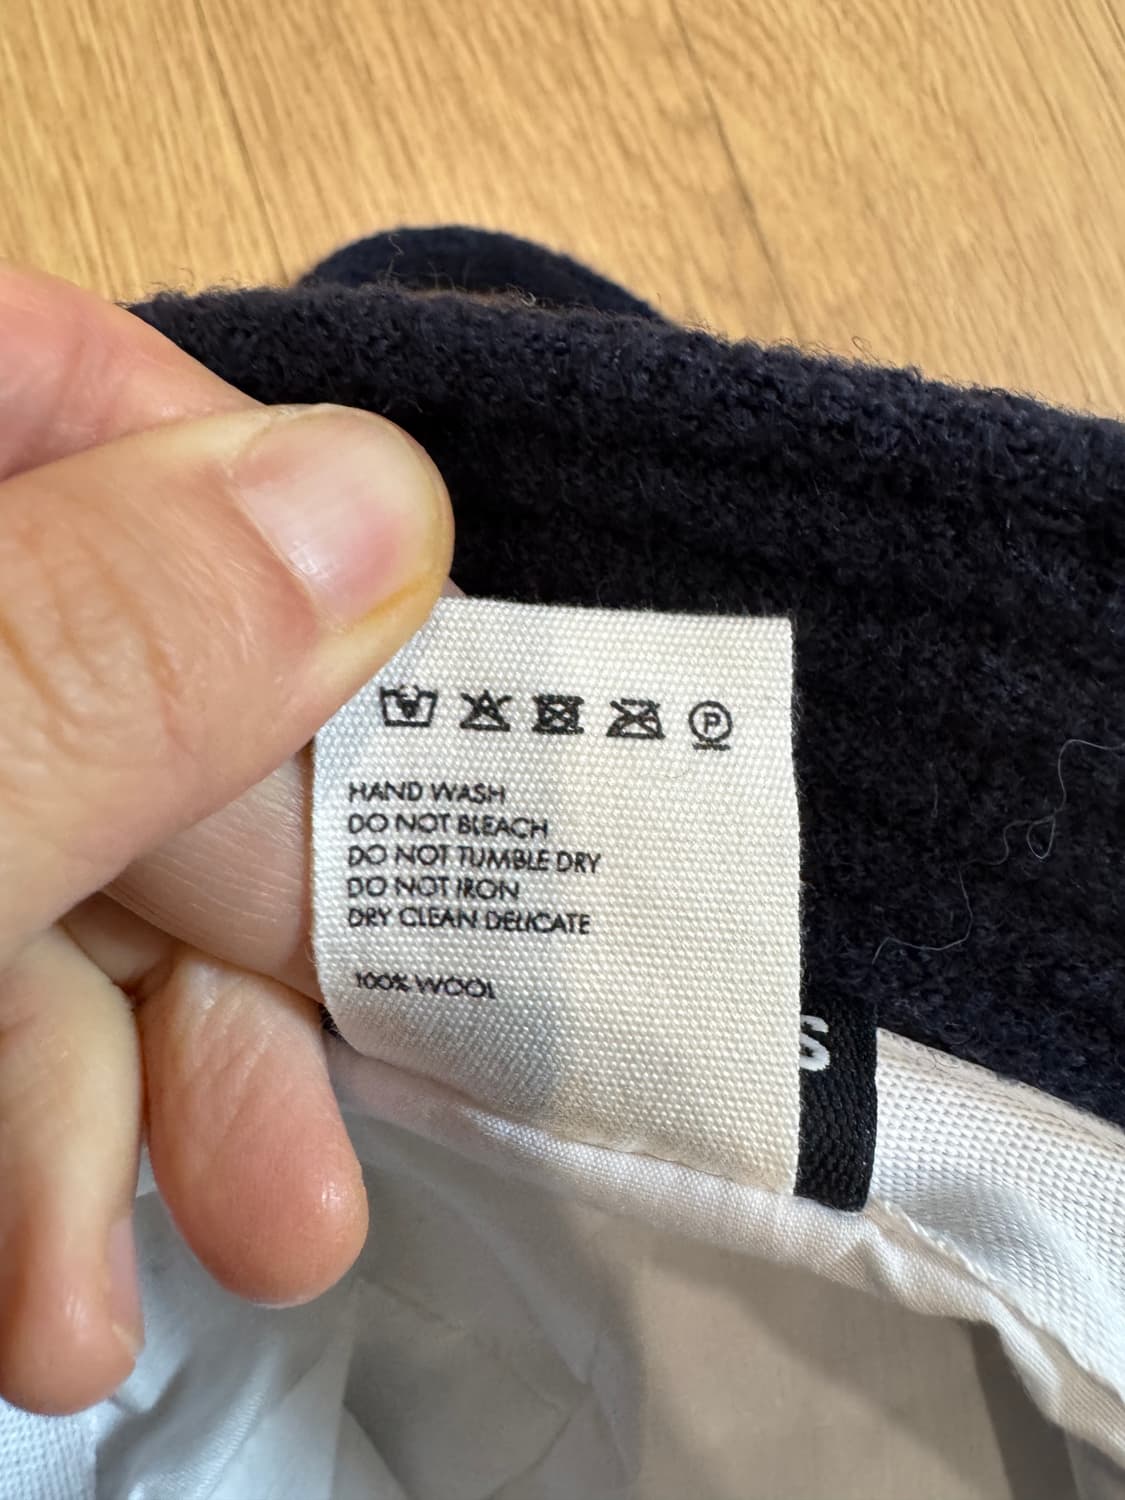 P
HAND WASH
DO NOT BLEACH
DO NOT TUMBLE DRY
DO NOT IRON
DRY CLEAN DELICATE
100% WOOL
S